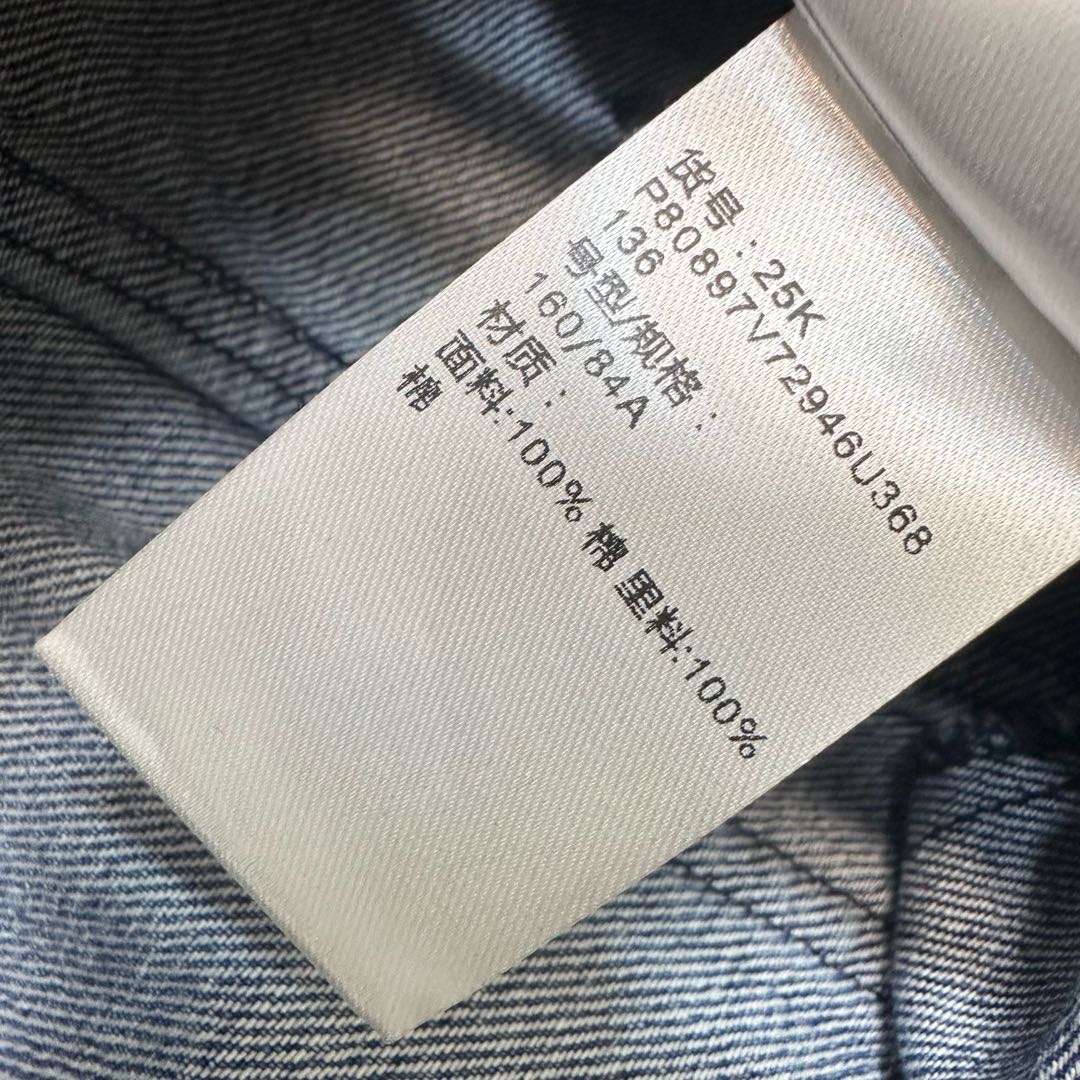 货号：25K
P80897V72946U368
136
号型/规格：
160/84A
材质：
面料:100% 棉 里料:100%
棉